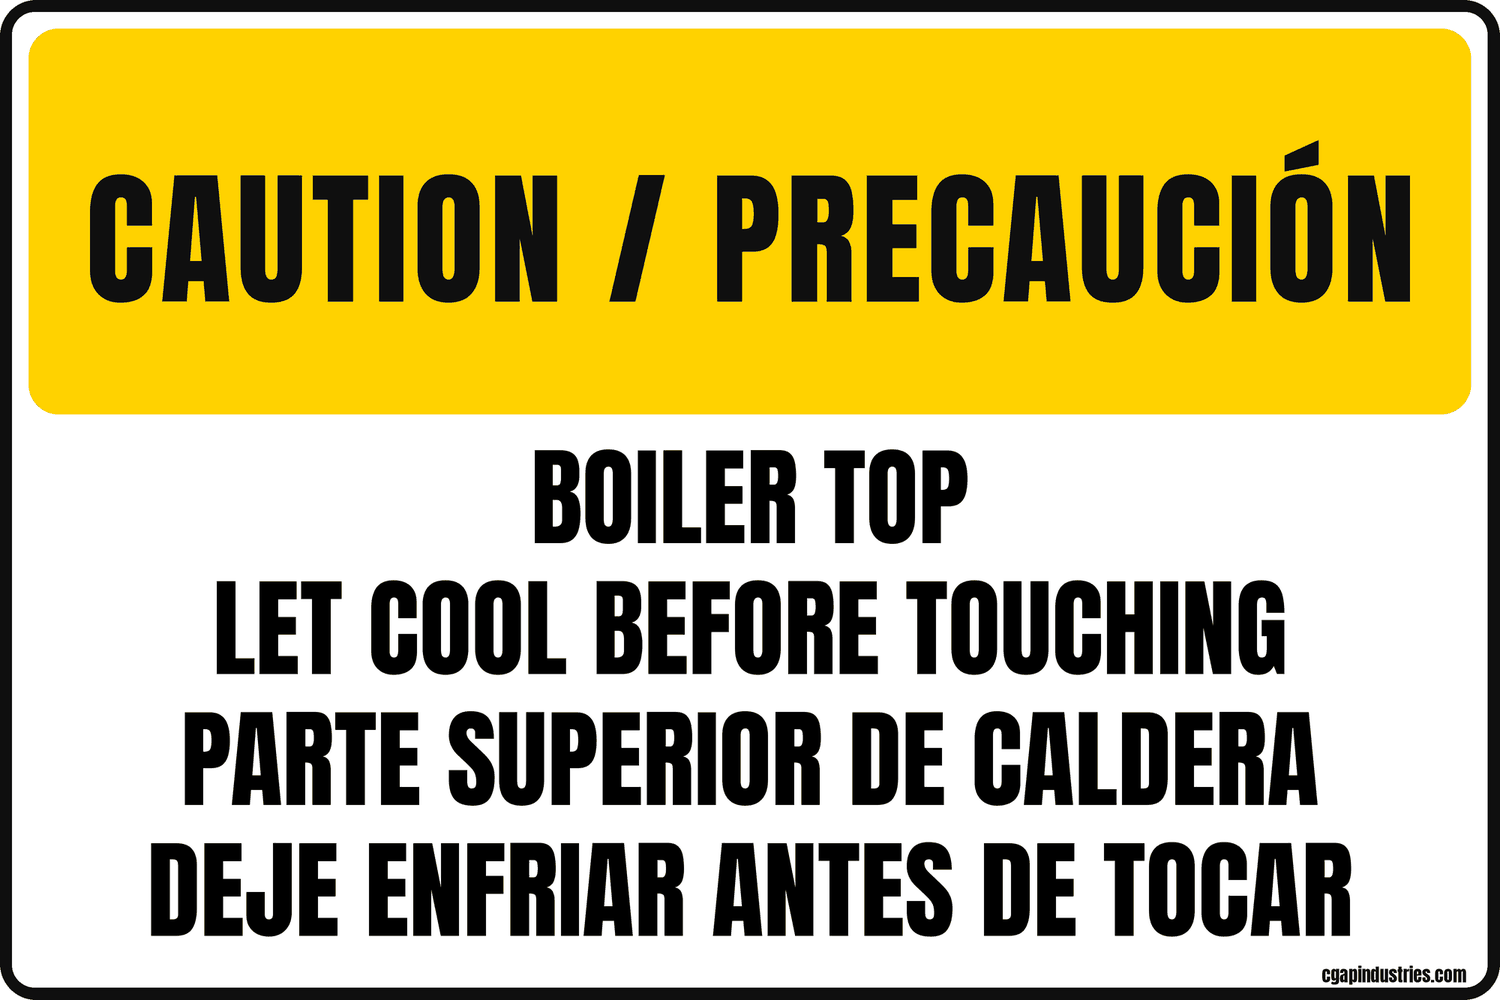 CAUTION / PRECAUCIÓN
BOILER TOP
LET COOL BEFORE TOUCHING
PARTE SUPERIOR DE CALDERA
DEJE ENFRIAR ANTES DE TOCAR
cgapindustries.com